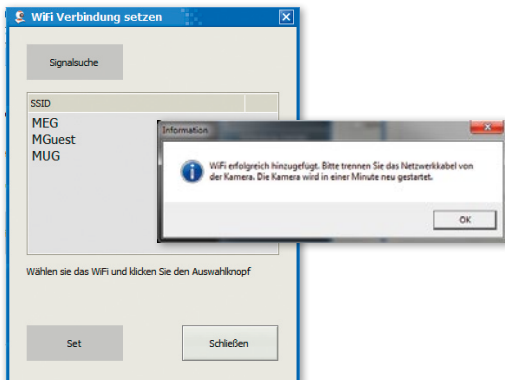 WiFi Verbindung setzen
Signalsuche
SSID
MEG
MGuest
MUG
Information
WiFi erfolgreich hinzugefügt. Bitte trennen Sie das Netzwerkkabel von
der Kamera. Die Kamera wird in einer Minute neu gestartet.
OK
Wählen sie das WiFi und klicken Sie den Auswahlknopf
Set
Schließen